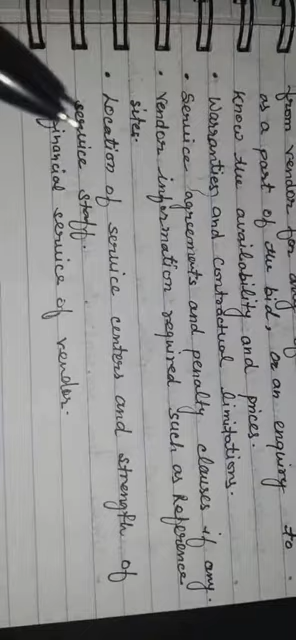 from vendor for any of
as a part of the bid, or an enquiry to
know the availability and prices.
• Warranties and contractual limitations.
• Service agreements and penalty clauses if any.
• Vendor information required such as Reference
sites.
• Location of service centers and strength of
service staff.
financial service of vendor.